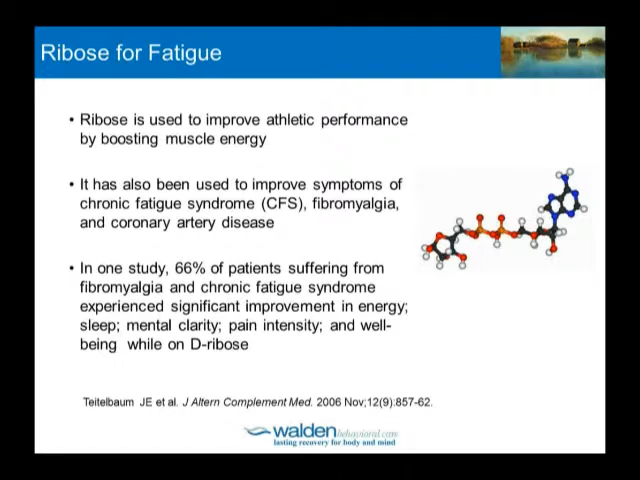 Ribose for Fatigue
• Ribose is used to improve athletic performance
by boosting muscle energy
• It has also been used to improve symptoms of
chronic fatigue syndrome (CFS), fibromyalgia,
and coronary artery disease
• In one study, 66% of patients suffering from
fibromyalgia and chronic fatigue syndrome
experienced significant improvement in energy;
sleep; mental clarity; pain intensity; and well-
being while on D-ribose
Teitelbaum JE et al. J Altern Complement Med. 2006 Nov;12(9):857-62.
walden behavioral care
lasting recovery for body and mind